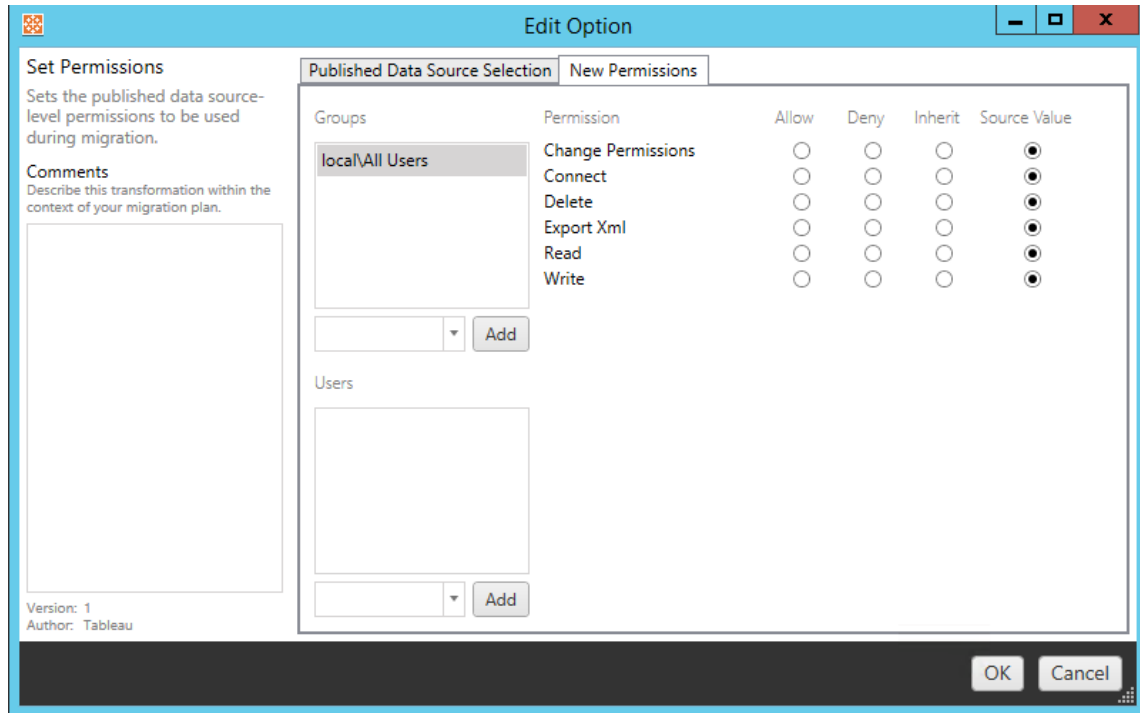 Edit Option
Set Permissions
Sets the published data source-
level permissions to be used
during migration.
Comments
Describe this transformation within the
context of your migration plan.
Version: 1
Author: Tableau
Published Data Source Selection
New Permissions
Groups
local\All Users
Add
Users
Add
Permission Allow Deny Inherit Source Value
Change Permissions
Connect
Delete
Export Xml
Read
Write
OK
Cancel